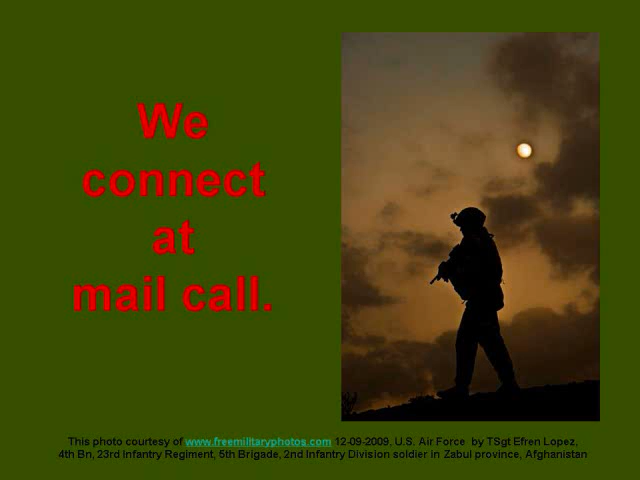 We
connect
at
mail call.
This photo courtesy of www.freemilitaryphotos.com 12-09-2009, U.S. Air Force by TSgt Efren Lopez,
4th Bn, 23rd Infantry Regiment, 5th Brigade, 2nd Infantry Division soldier in Zabul province, Afghanistan